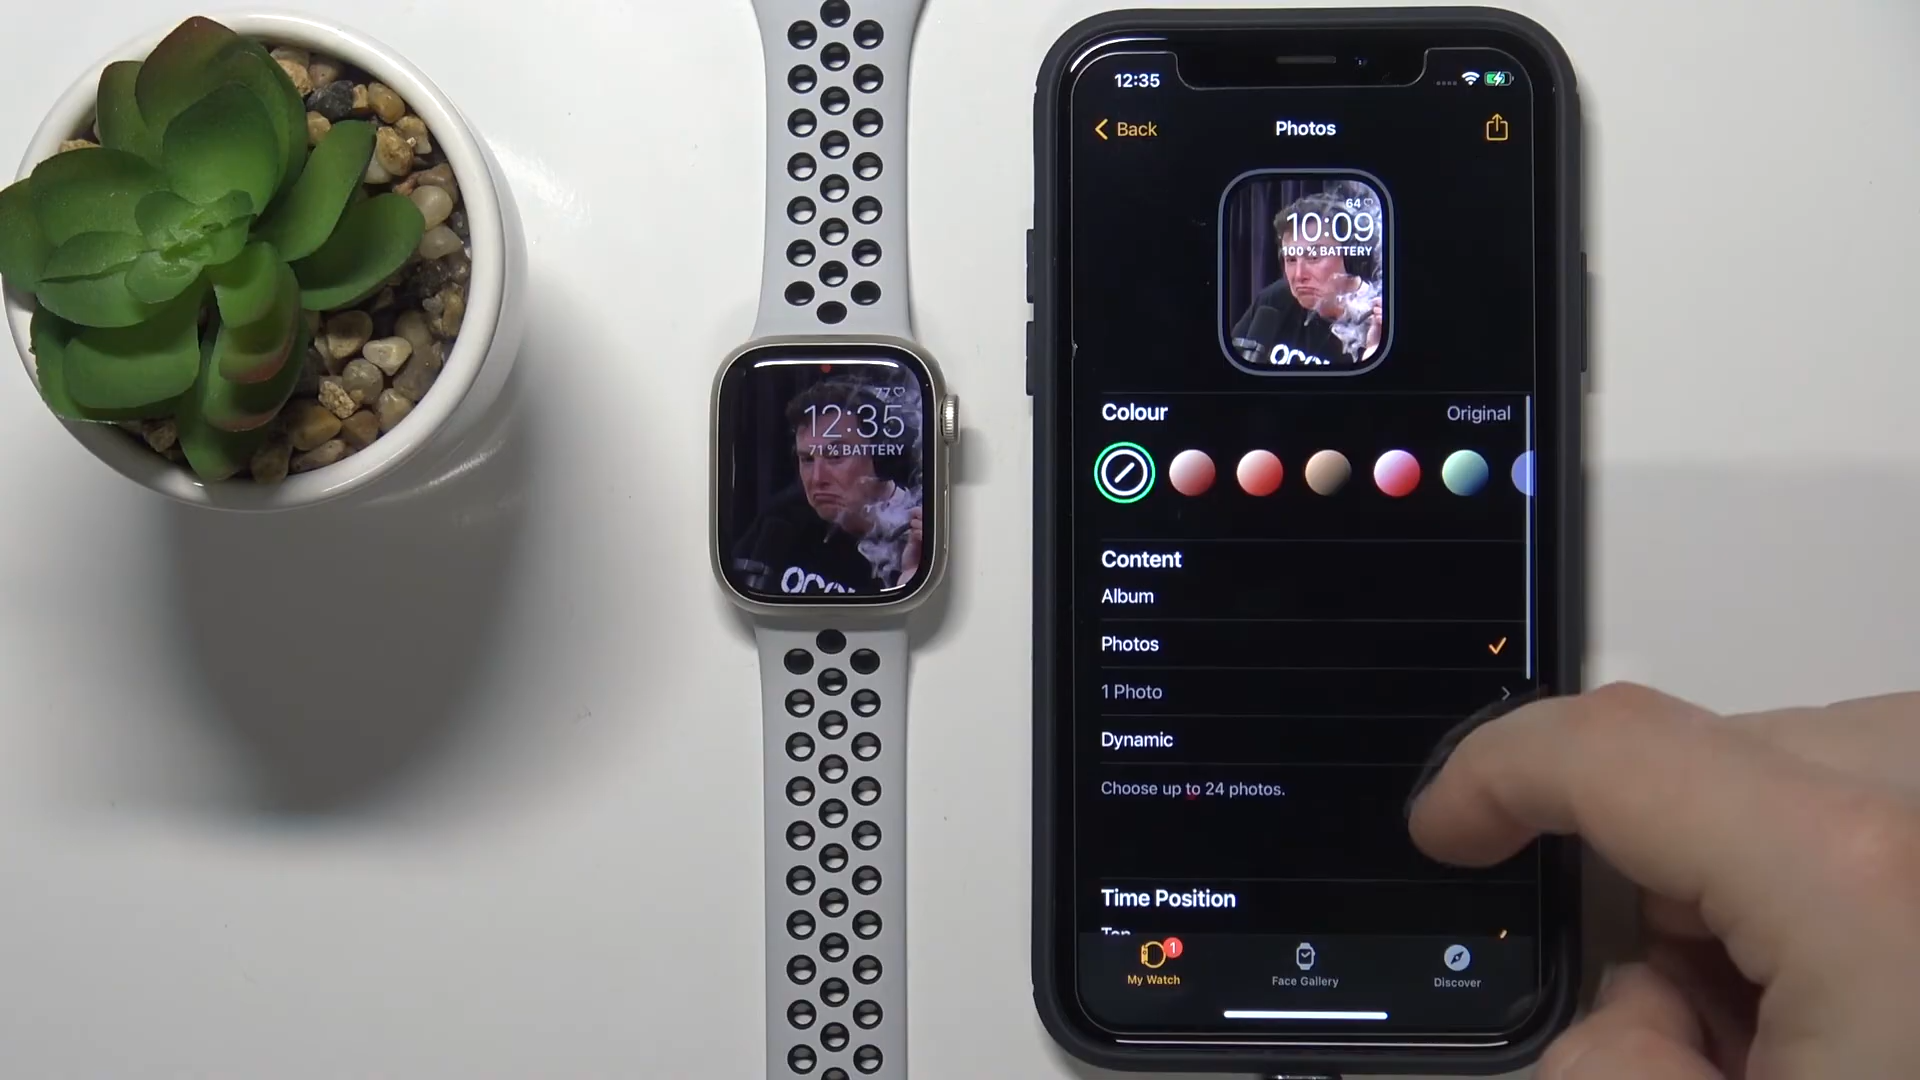 77
12:35
71% BATTERY
12:35
Back
Photos
64
10:09
100 % BATTERY
Colour
Original
Content
Album
Photos
1 Photo
Dynamic
Choose up to 24 photos.
Time Position
My Watch
1
Face Gallery
Discover